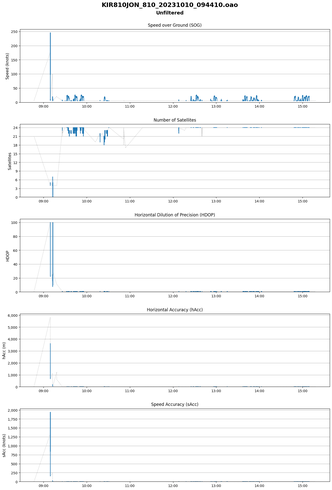 KIR810JON_810_20231010_094410.oao
Unfiltered
Speed over Ground (SOG)
Speed (knots)
250
200
150
100
50
0
09:00 10:00 11:00 12:00 13:00 14:00 15:00
Number of Satellites
Satellites
24
21
18
15
12
9
6
3
0
09:00 10:00 11:00 12:00 13:00 14:00 15:00
Horizontal Dilution of Precision (HDOP)
HDOP
100
80
60
40
20
0
09:00 10:00 11:00 12:00 13:00 14:00 15:00
Horizontal Accuracy (hAcc)
hAcc (m)
6,000
5,000
4,000
3,000
2,000
1,000
0
09:00 10:00 11:00 12:00 13:00 14:00 15:00
Speed Accuracy (sAcc)
sAcc (knots)
2,000
1,750
1,500
1,250
1,000
750
500
250
0
09:00 10:00 11:00 12:00 13:00 14:00 15:00